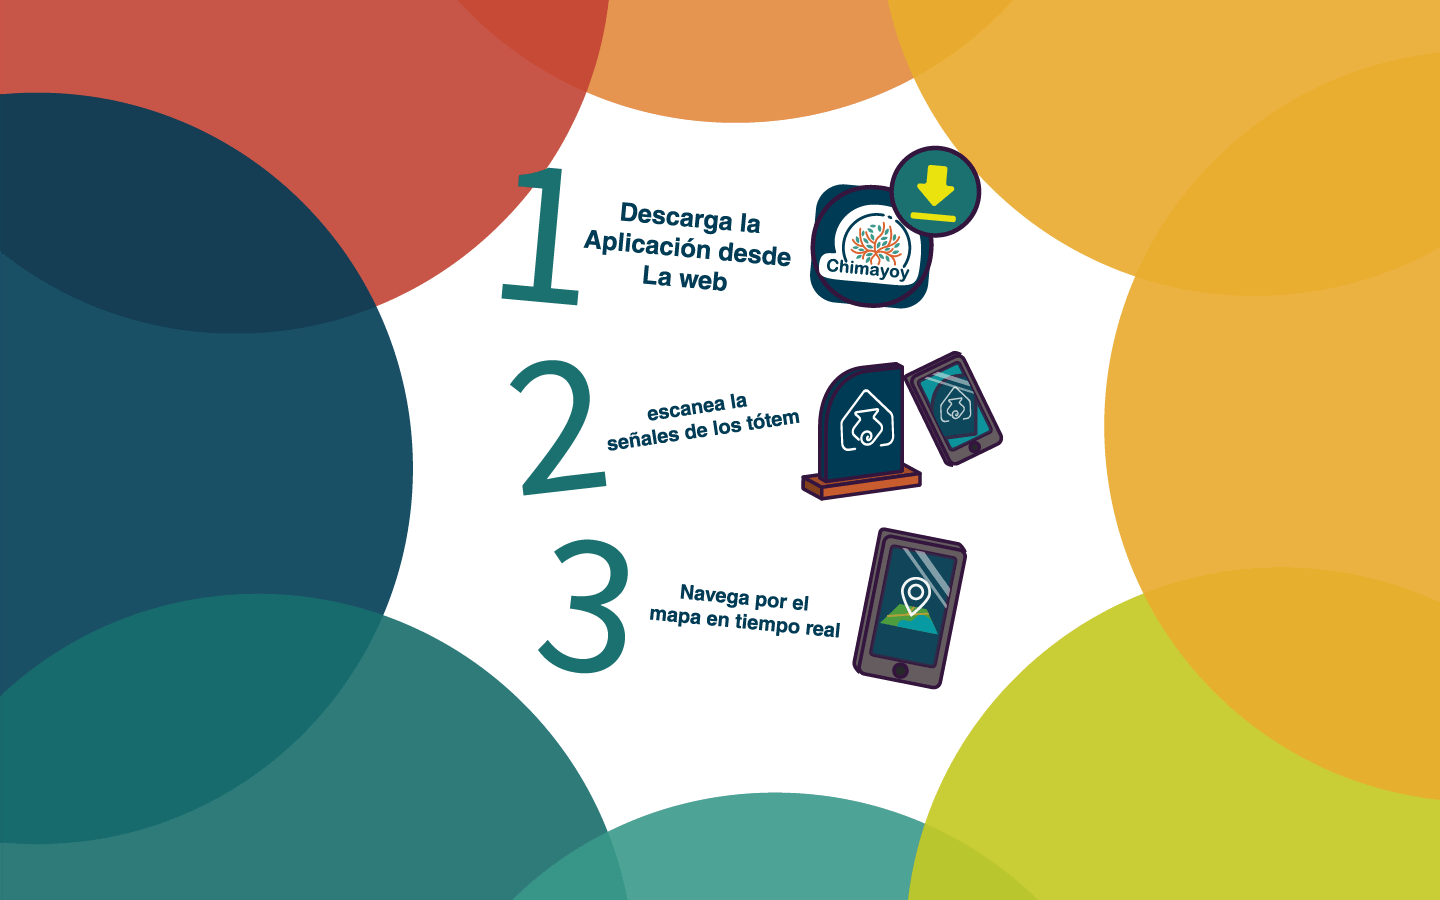 1
Descarga la
Aplicación desde
La web
Chimayoy
2
escanea la
señales de los tótem
3
Navega por el
mapa en tiempo real